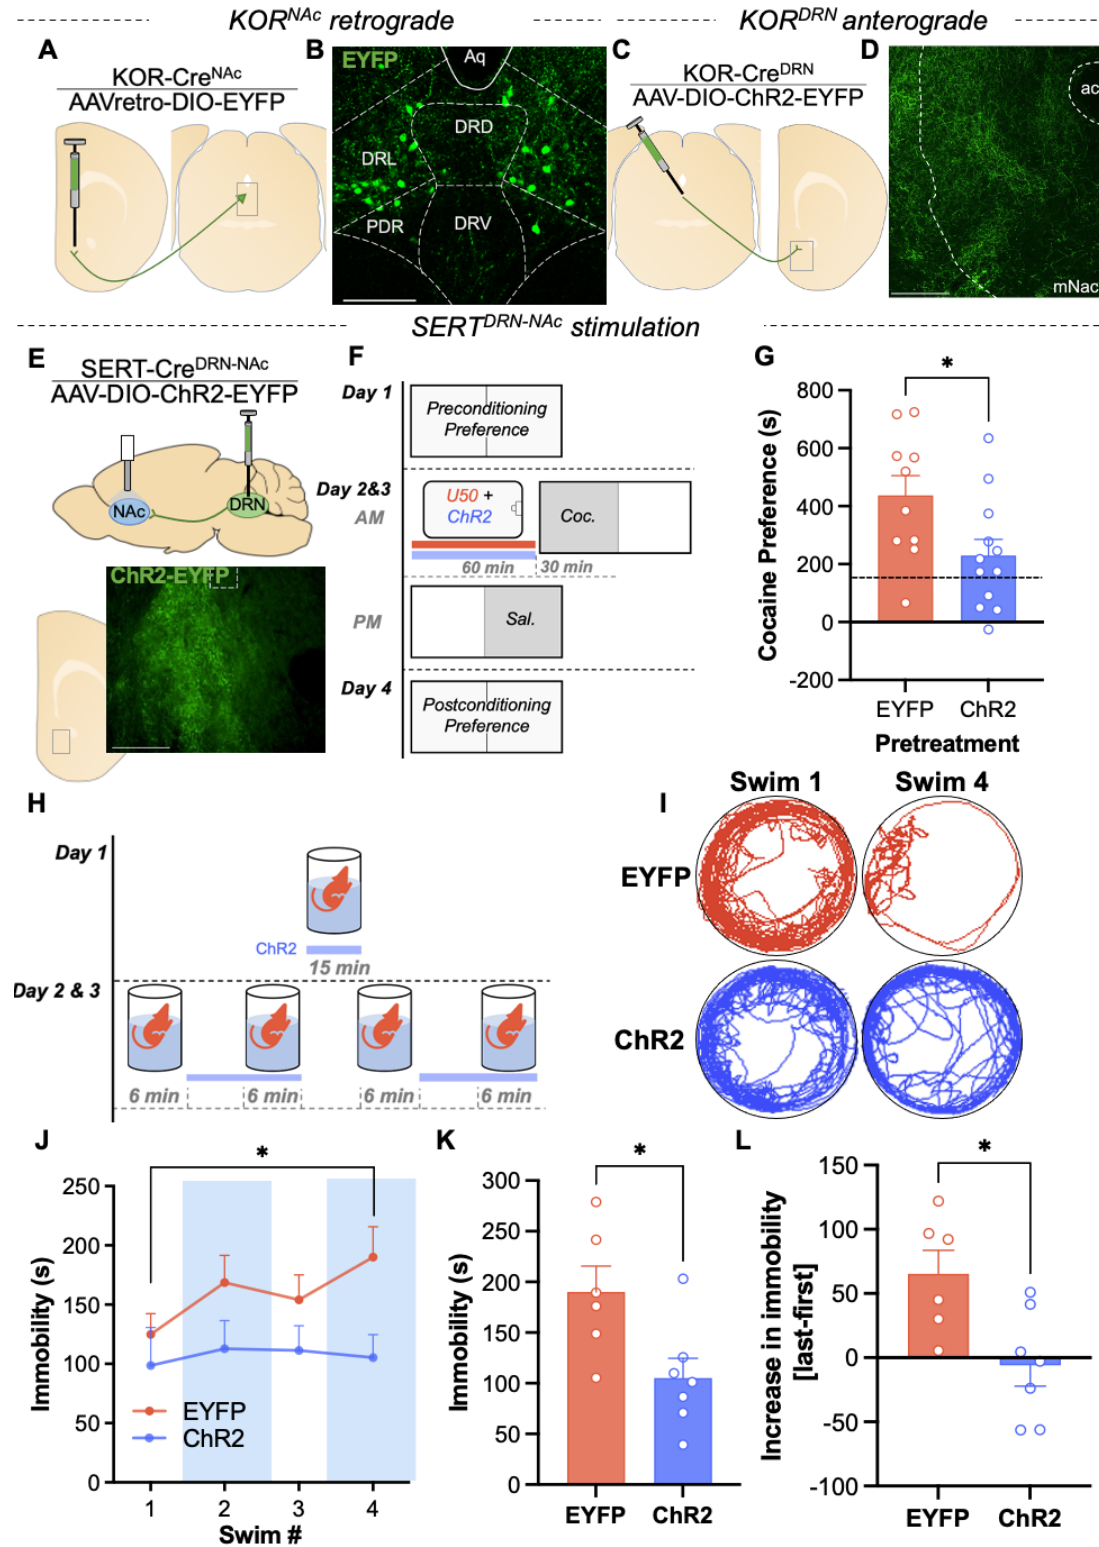 KOR^NAc retrograde
KOR^DRN anterograde
A
KOR-Cre^NAc
AAVretro-DIO-EYFP
B
EYFP
Aq
DRD
DRL
PDR
DRV
C
KOR-Cre^DRN
AAV-DIO-ChR2-EYFP
D
ac
mNac
SERT^DRN-NAc stimulation
E
SERT-Cre^DRN-NAc
AAV-DIO-ChR2-EYFP
NAc
DRN
ChR2-EYFP
F
Day 1
Preconditioning
Preference
Day 2&3
AM
U50 +
ChR2
Coc.
60 min
30 min
PM
Sal.
Day 4
Postconditioning
Preference
G
*
Cocaine Preference (s)
800
600
400
200
0
-200
EYFP
ChR2
Pretreatment
H
Day 1
ChR2
15 min
Day 2 & 3
6 min
6 min
6 min
6 min
I
Swim 1
Swim 4
EYFP
ChR2
J
*
Immobility (s)
250
200
150
100
50
0
EYFP
ChR2
1
2
3
4
Swim #
K
*
Immobility (s)
300
250
200
150
100
50
0
EYFP
ChR2
L
*
Increase in immobility
[last-first]
150
100
50
0
-50
-100
EYFP
ChR2